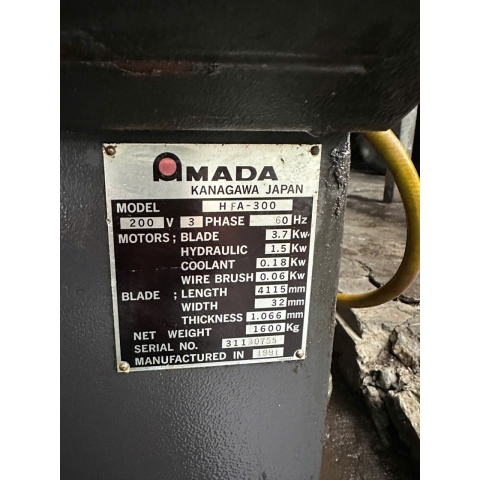 AMADA
KANAGAWA JAPAN
MODEL HFA-300
200 V 3 PHASE 60 Hz
MOTORS; BLADE 3.7 Kw
HYDRAULIC 1.5 Kw
COOLANT 0.18 Kw
WIRE BRUSH 0.06 Kw
BLADE; LENGTH 4115 mm
WIDTH 32 mm
THICKNESS 1.066 mm
NET WEIGHT 1600 Kg
SERIAL NO.
MANUFACTURED IN 1991